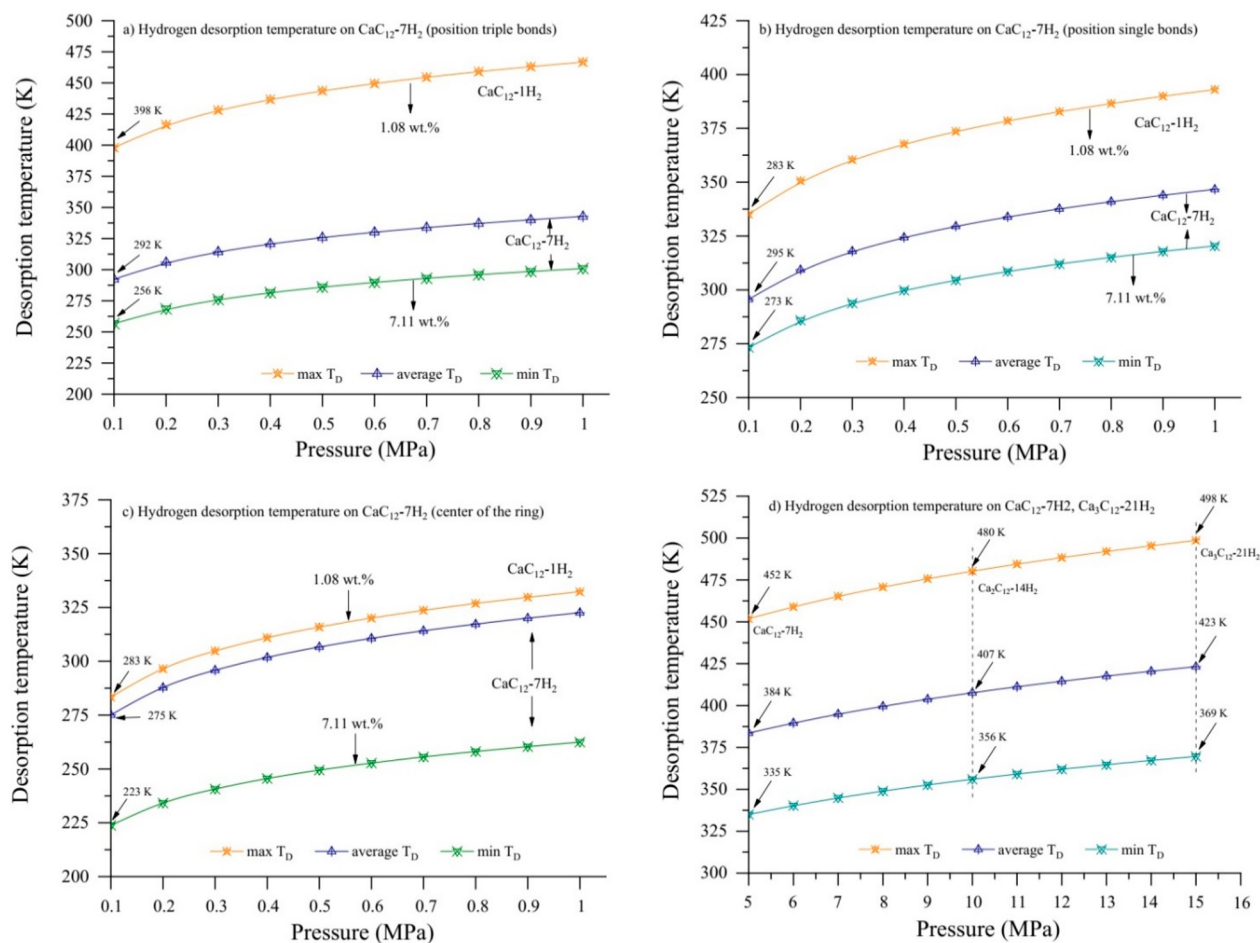 a) Hydrogen desorption temperature on CaC12-7H2 (position triple bonds)
Desorption temperature (K)
500
475
450
425
400
375
350
325
300
275
250
225
200
398 K
CaC12-1H2
1.08 wt.%
292 K
CaC12-7H2
256 K
7.11 wt.%
max TD
average TD
min TD
0.1 0.2 0.3 0.4 0.5 0.6 0.7 0.8 0.9 1
Pressure (MPa)
b) Hydrogen desorption temperature on CaC12-7H2 (position single bonds)
Desorption temperature (K)
425
400
375
350
325
300
275
250
283 K
CaC12-1H2
1.08 wt.%
CaC12-7H2
295 K
273 K
7.11 wt.%
max TD
average TD
min TD
0.1 0.2 0.3 0.4 0.5 0.6 0.7 0.8 0.9 1
Pressure (MPa)
c) Hydrogen desorption temperature on CaC12-7H2 (center of the ring)
Desorption temperature (K)
375
350
325
300
275
250
225
200
CaC12-1H2
1.08 wt.%
283 K
CaC12-7H2
275 K
7.11 wt.%
223 K
max TD
average TD
min TD
0.1 0.2 0.3 0.4 0.5 0.6 0.7 0.8 0.9 1
Pressure (MPa)
d) Hydrogen desorption temperature on CaC12-7H2, Ca3C12-21H2
Desorption temperature (K)
525
500
475
450
425
400
375
350
325
300
498 K
480 K
Ca3C12-21H2
452 K
Ca2C12-14H2
CaC12-7H2
423 K
407 K
384 K
369 K
356 K
335 K
max TD
average TD
min TD
5 6 7 8 9 10 11 12 13 14 15 16
Pressure (MPa)